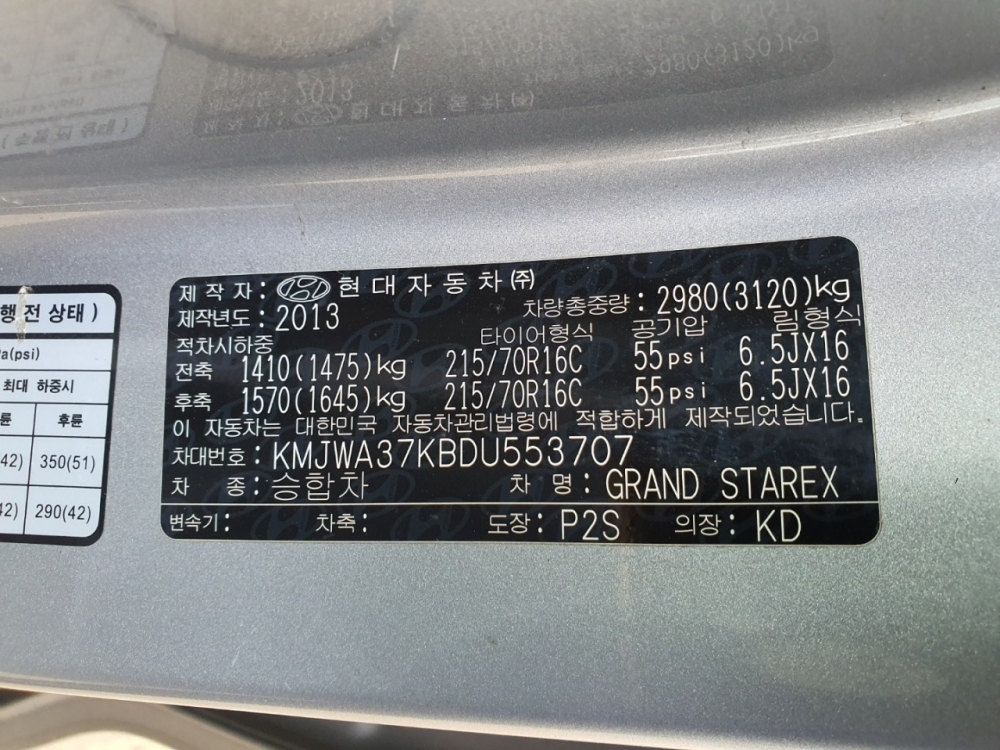 제작자: 현대자동차(주)
제작년도: 2013 차량총중량: 2980(3120)kg
적차시하중 타이어형식 공기압 림형식
전축 1410(1475)kg 215/70R16C 55psi 6.5JX16
후축 1570(1645)kg 215/70R16C 55psi 6.5JX16
이 자동차는 대한민국 자동차관리법령에 적합하게 제작되었습니다.
차대번호: KMJWA37KBDU553707
차 종: 승합차 차 명: GRAND STAREX
변속기: 차축: 도장: P2S 의장: KD
전 상태)
(psi)
최대 하중시
후륜
42) 350(51)
42) 290(42)